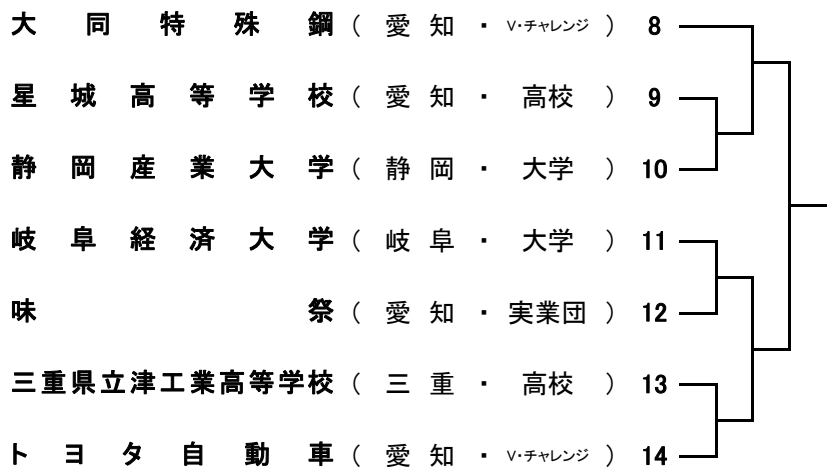 大同特殊鋼(愛知・V・チャレンジ) 8
星城高等学校(愛知・高校) 9
静岡産業大学(静岡・大学) 10
岐阜経済大学(岐阜・大学) 11
味祭(愛知・実業団) 12
三重県立津工業高等学校(三重・高校) 13
トヨタ自動車(愛知・V・チャレンジ) 14